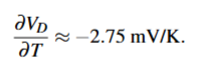 ∂V_D/∂T ≈ −2.75 mV/K.